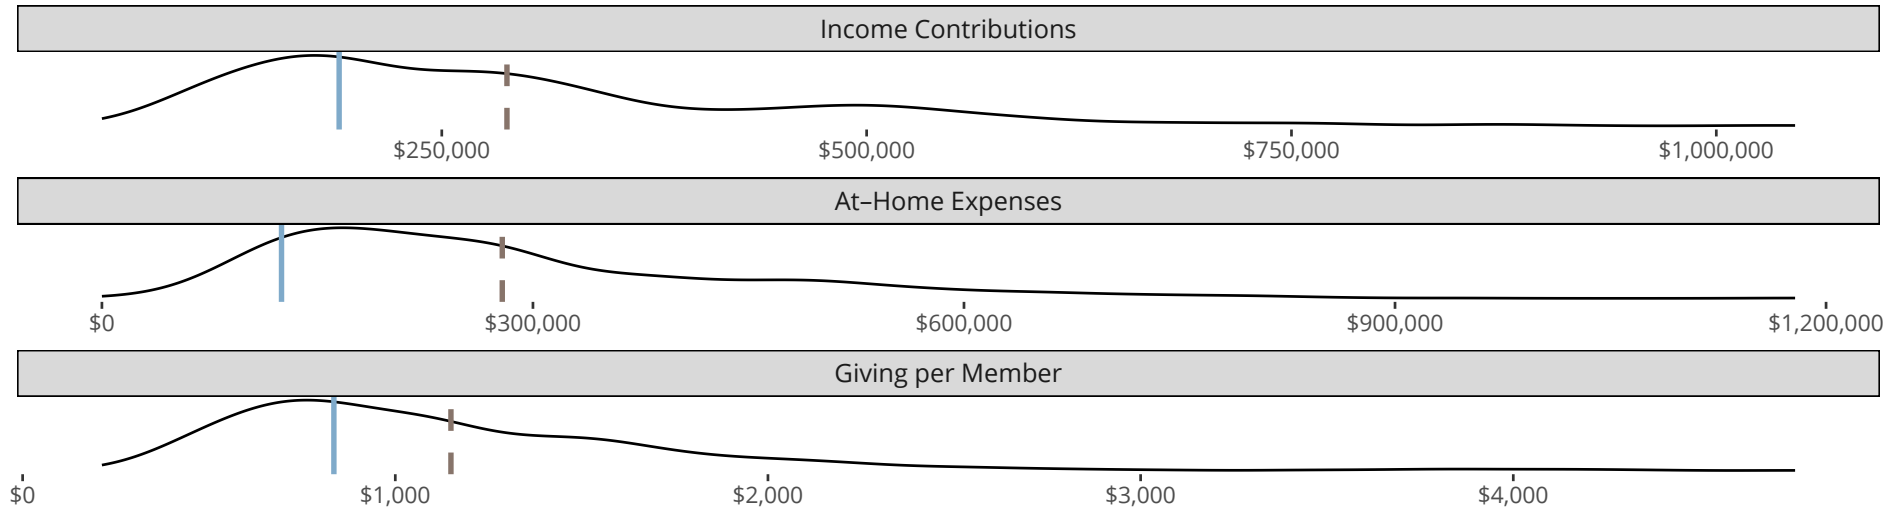 Income Contributions
$250,000 $500,000 $750,000 $1,000,000
At–Home Expenses
$0 $300,000 $600,000 $900,000 $1,200,000
Giving per Member
$0 $1,000 $2,000 $3,000 $4,000